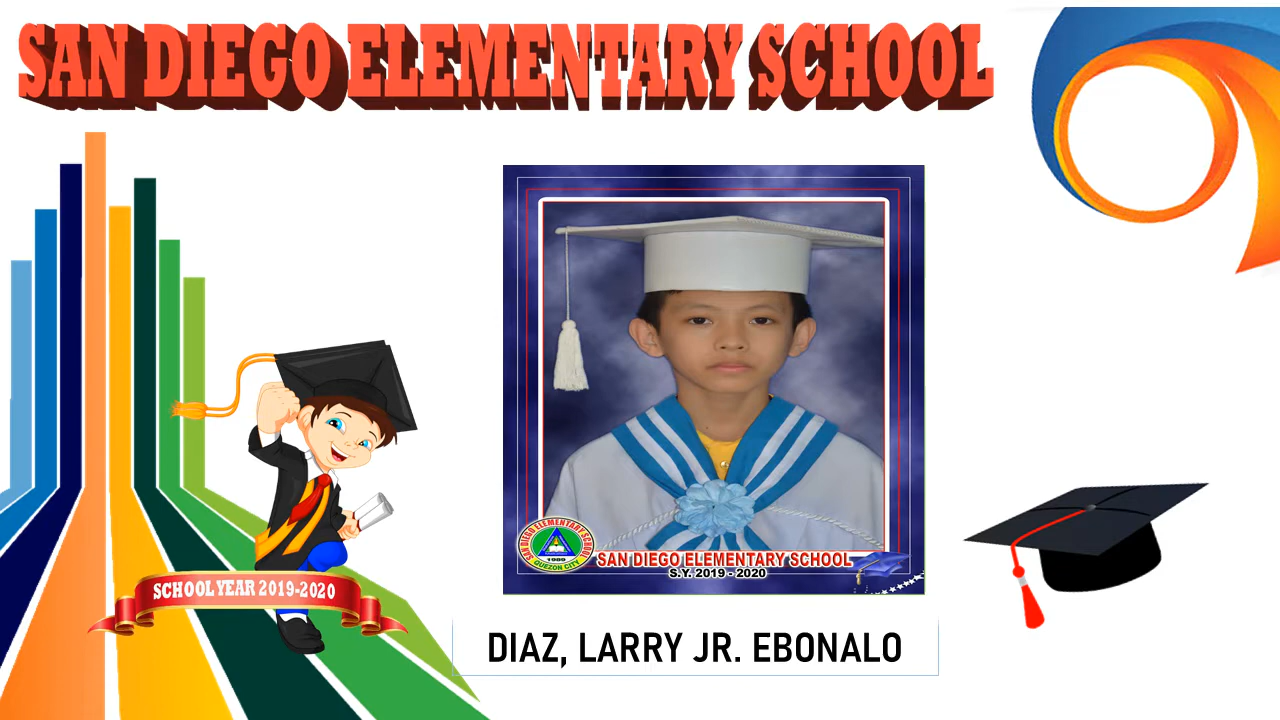 SAN DIEGO ELEMENTARY SCHOOL
SAN DIEGO ELEMENTARY SCHOOL
1989
QUEZON CITY
SAN DIEGO ELEMENTARY SCHOOL
S.Y. 2019 - 2020
SCHOOL YEAR 2019-2020
DIAZ, LARRY JR. EBONALO